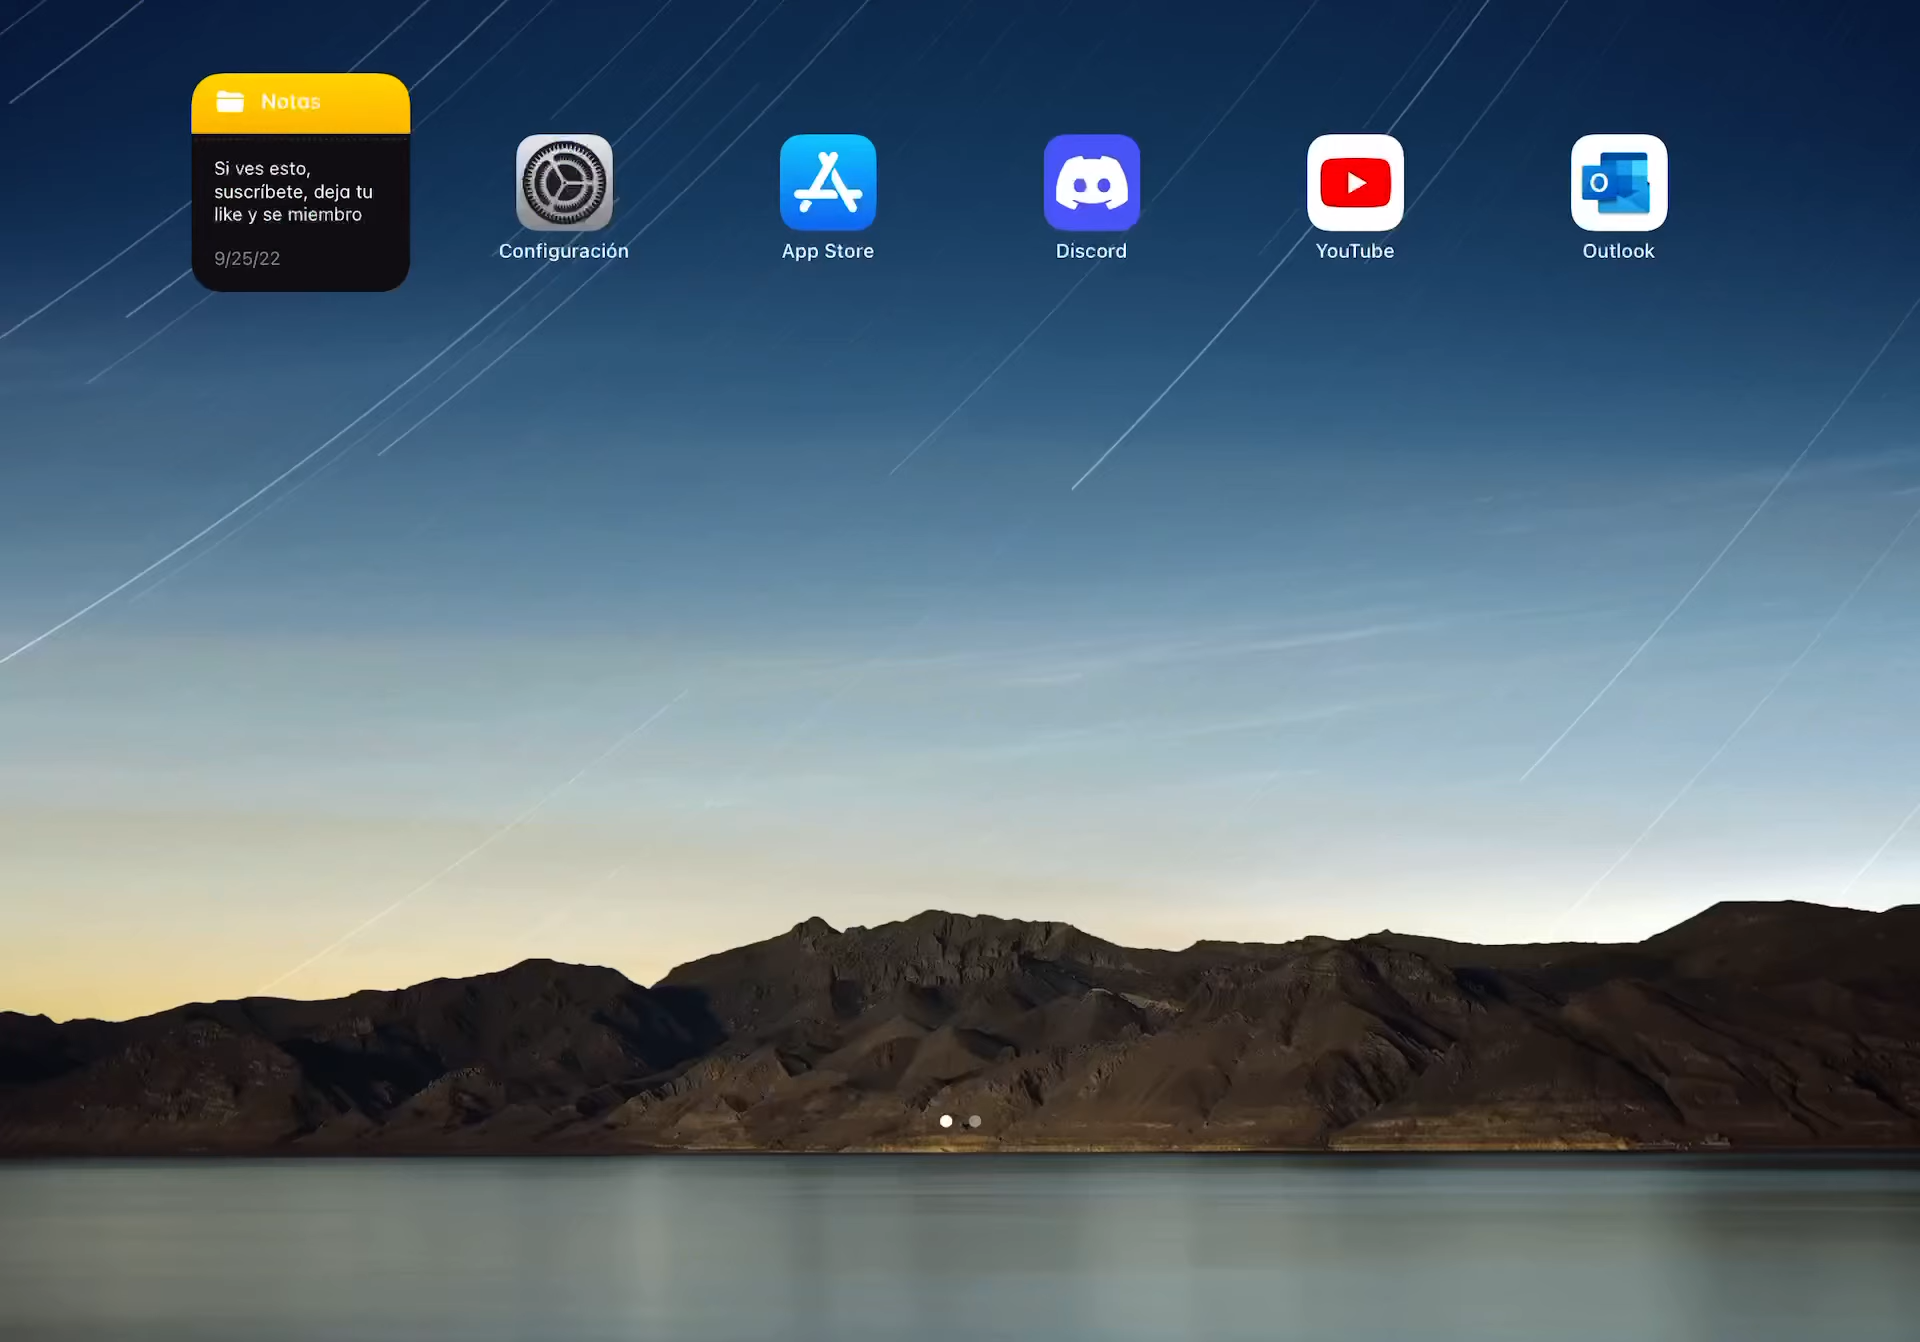 Notas
Si ves esto,
suscríbete, deja tu
like y se miembro
9/25/22
Configuración
App Store
Discord
YouTube
Outlook